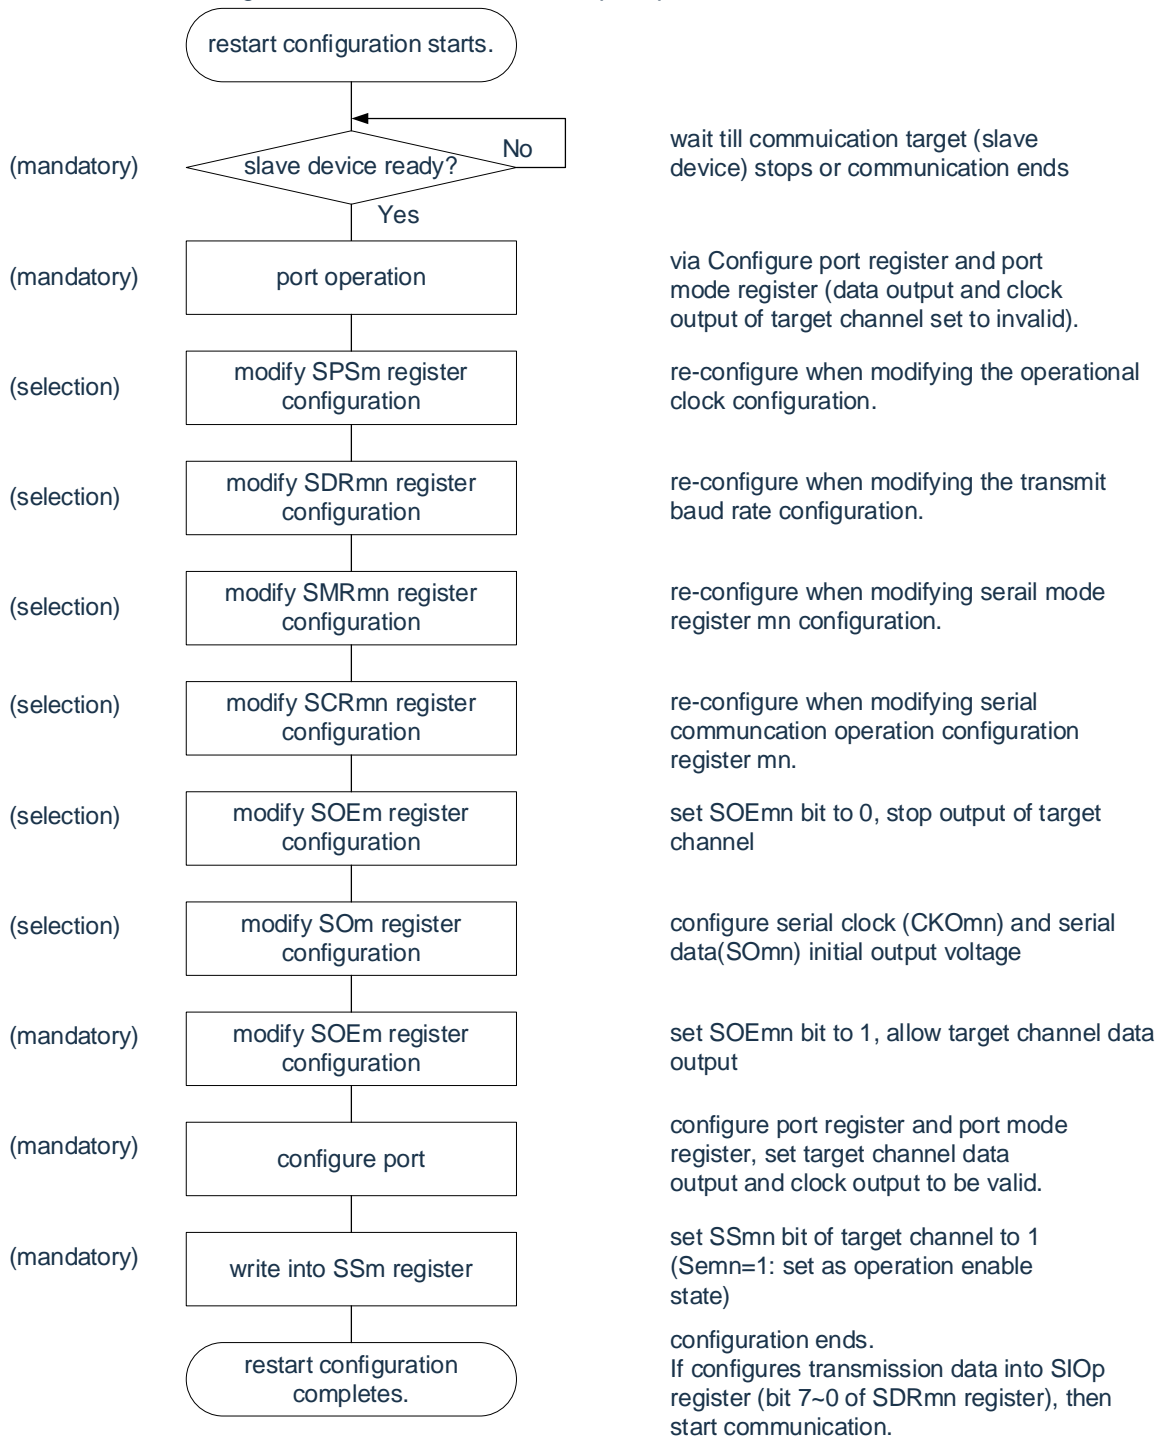 restart configuration starts.
(mandatory)
slave device ready?
No
Yes
wait till commuication target (slave
device) stops or communication ends
(mandatory)
port operation
via Configure port register and port
mode register (data output and clock
output of target channel set to invalid).
(selection)
modify SPSm register
configuration
re-configure when modifying the operational
clock configuration.
(selection)
modify SDRmn register
configuration
re-configure when modifying the transmit
baud rate configuration.
(selection)
modify SMRmn register
configuration
re-configure when modifying serail mode
register mn configuration.
(selection)
modify SCRmn register
configuration
re-configure when modifying serial
communcation operation configuration
register mn.
(selection)
modify SOEm register
configuration
set SOEmn bit to 0, stop output of target
channel
(selection)
modify SOm register
configuration
configure serial clock (CKOmn) and serial
data(SOmn) initial output voltage
(mandatory)
modify SOEm register
configuration
set SOEmn bit to 1, allow target channel data
output
(mandatory)
configure port
configure port register and port mode
register, set target channel data
output and clock output to be valid.
(mandatory)
write into SSm register
set SSmn bit of target channel to 1
(Semn=1: set as operation enable
state)
restart configuration
completes.
configuration ends.
If configures transmission data into SIOp
register (bit 7~0 of SDRmn register), then
start communication.